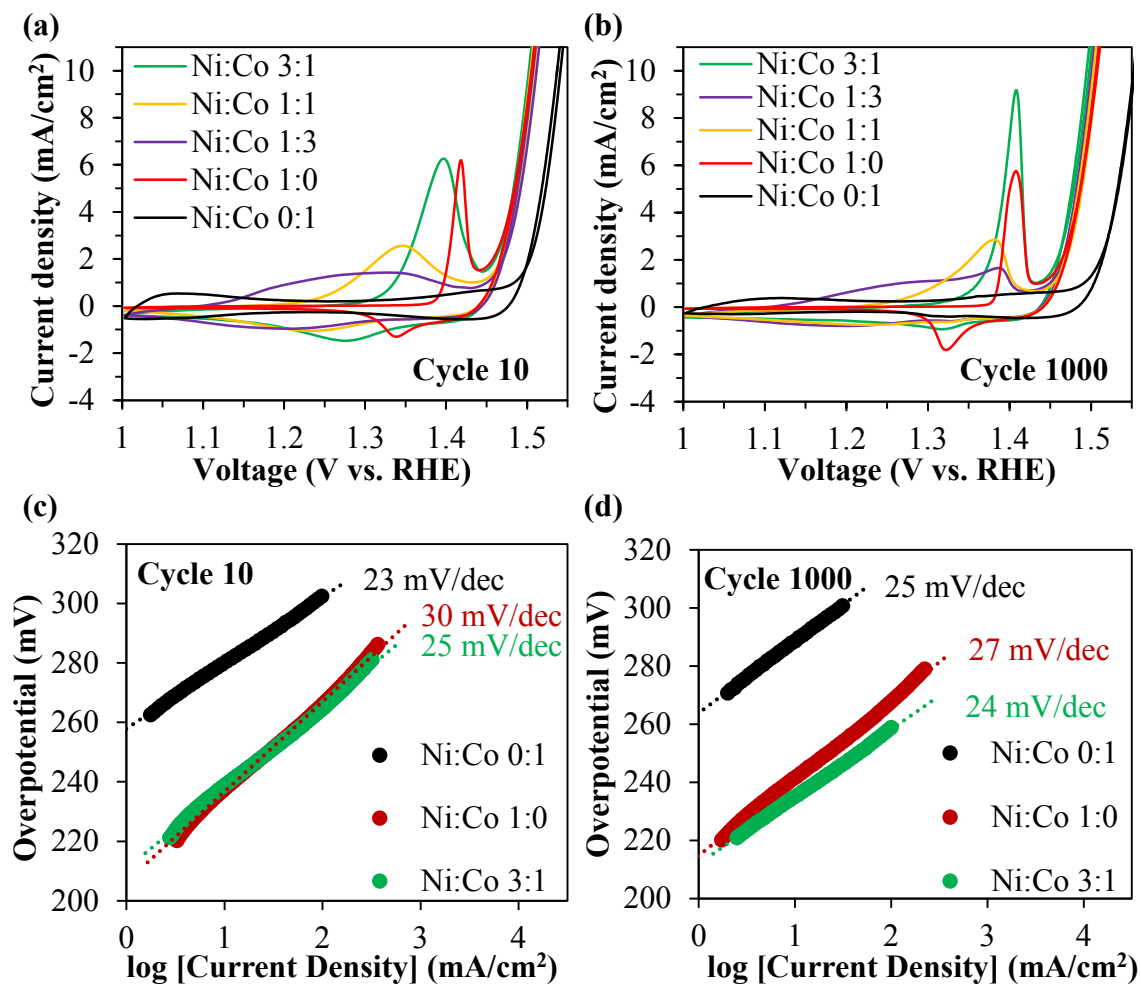 (a)
Current density (mA/cm²)
10
8
6
4
2
0
-2
-4
Ni:Co 3:1
Ni:Co 1:1
Ni:Co 1:3
Ni:Co 1:0
Ni:Co 0:1
Cycle 10
1 1.1 1.2 1.3 1.4 1.5
Voltage (V vs. RHE)
(b)
Current density (mA/cm²)
10
8
6
4
2
0
-2
-4
Ni:Co 3:1
Ni:Co 1:3
Ni:Co 1:1
Ni:Co 1:0
Ni:Co 0:1
Cycle 1000
1 1.1 1.2 1.3 1.4 1.5
Voltage (V vs. RHE)
(c)
Overpotential (mV)
320
300
280
260
240
220
200
Cycle 10
23 mV/dec
30 mV/dec
25 mV/dec
Ni:Co 0:1
Ni:Co 1:0
Ni:Co 3:1
0 1 2 3 4
log [Current Density] (mA/cm²)
(d)
Overpotential (mV)
320
300
280
260
240
220
200
Cycle 1000
25 mV/dec
27 mV/dec
24 mV/dec
Ni:Co 0:1
Ni:Co 1:0
Ni:Co 3:1
0 1 2 3 4
log [Current Density] (mA/cm²)